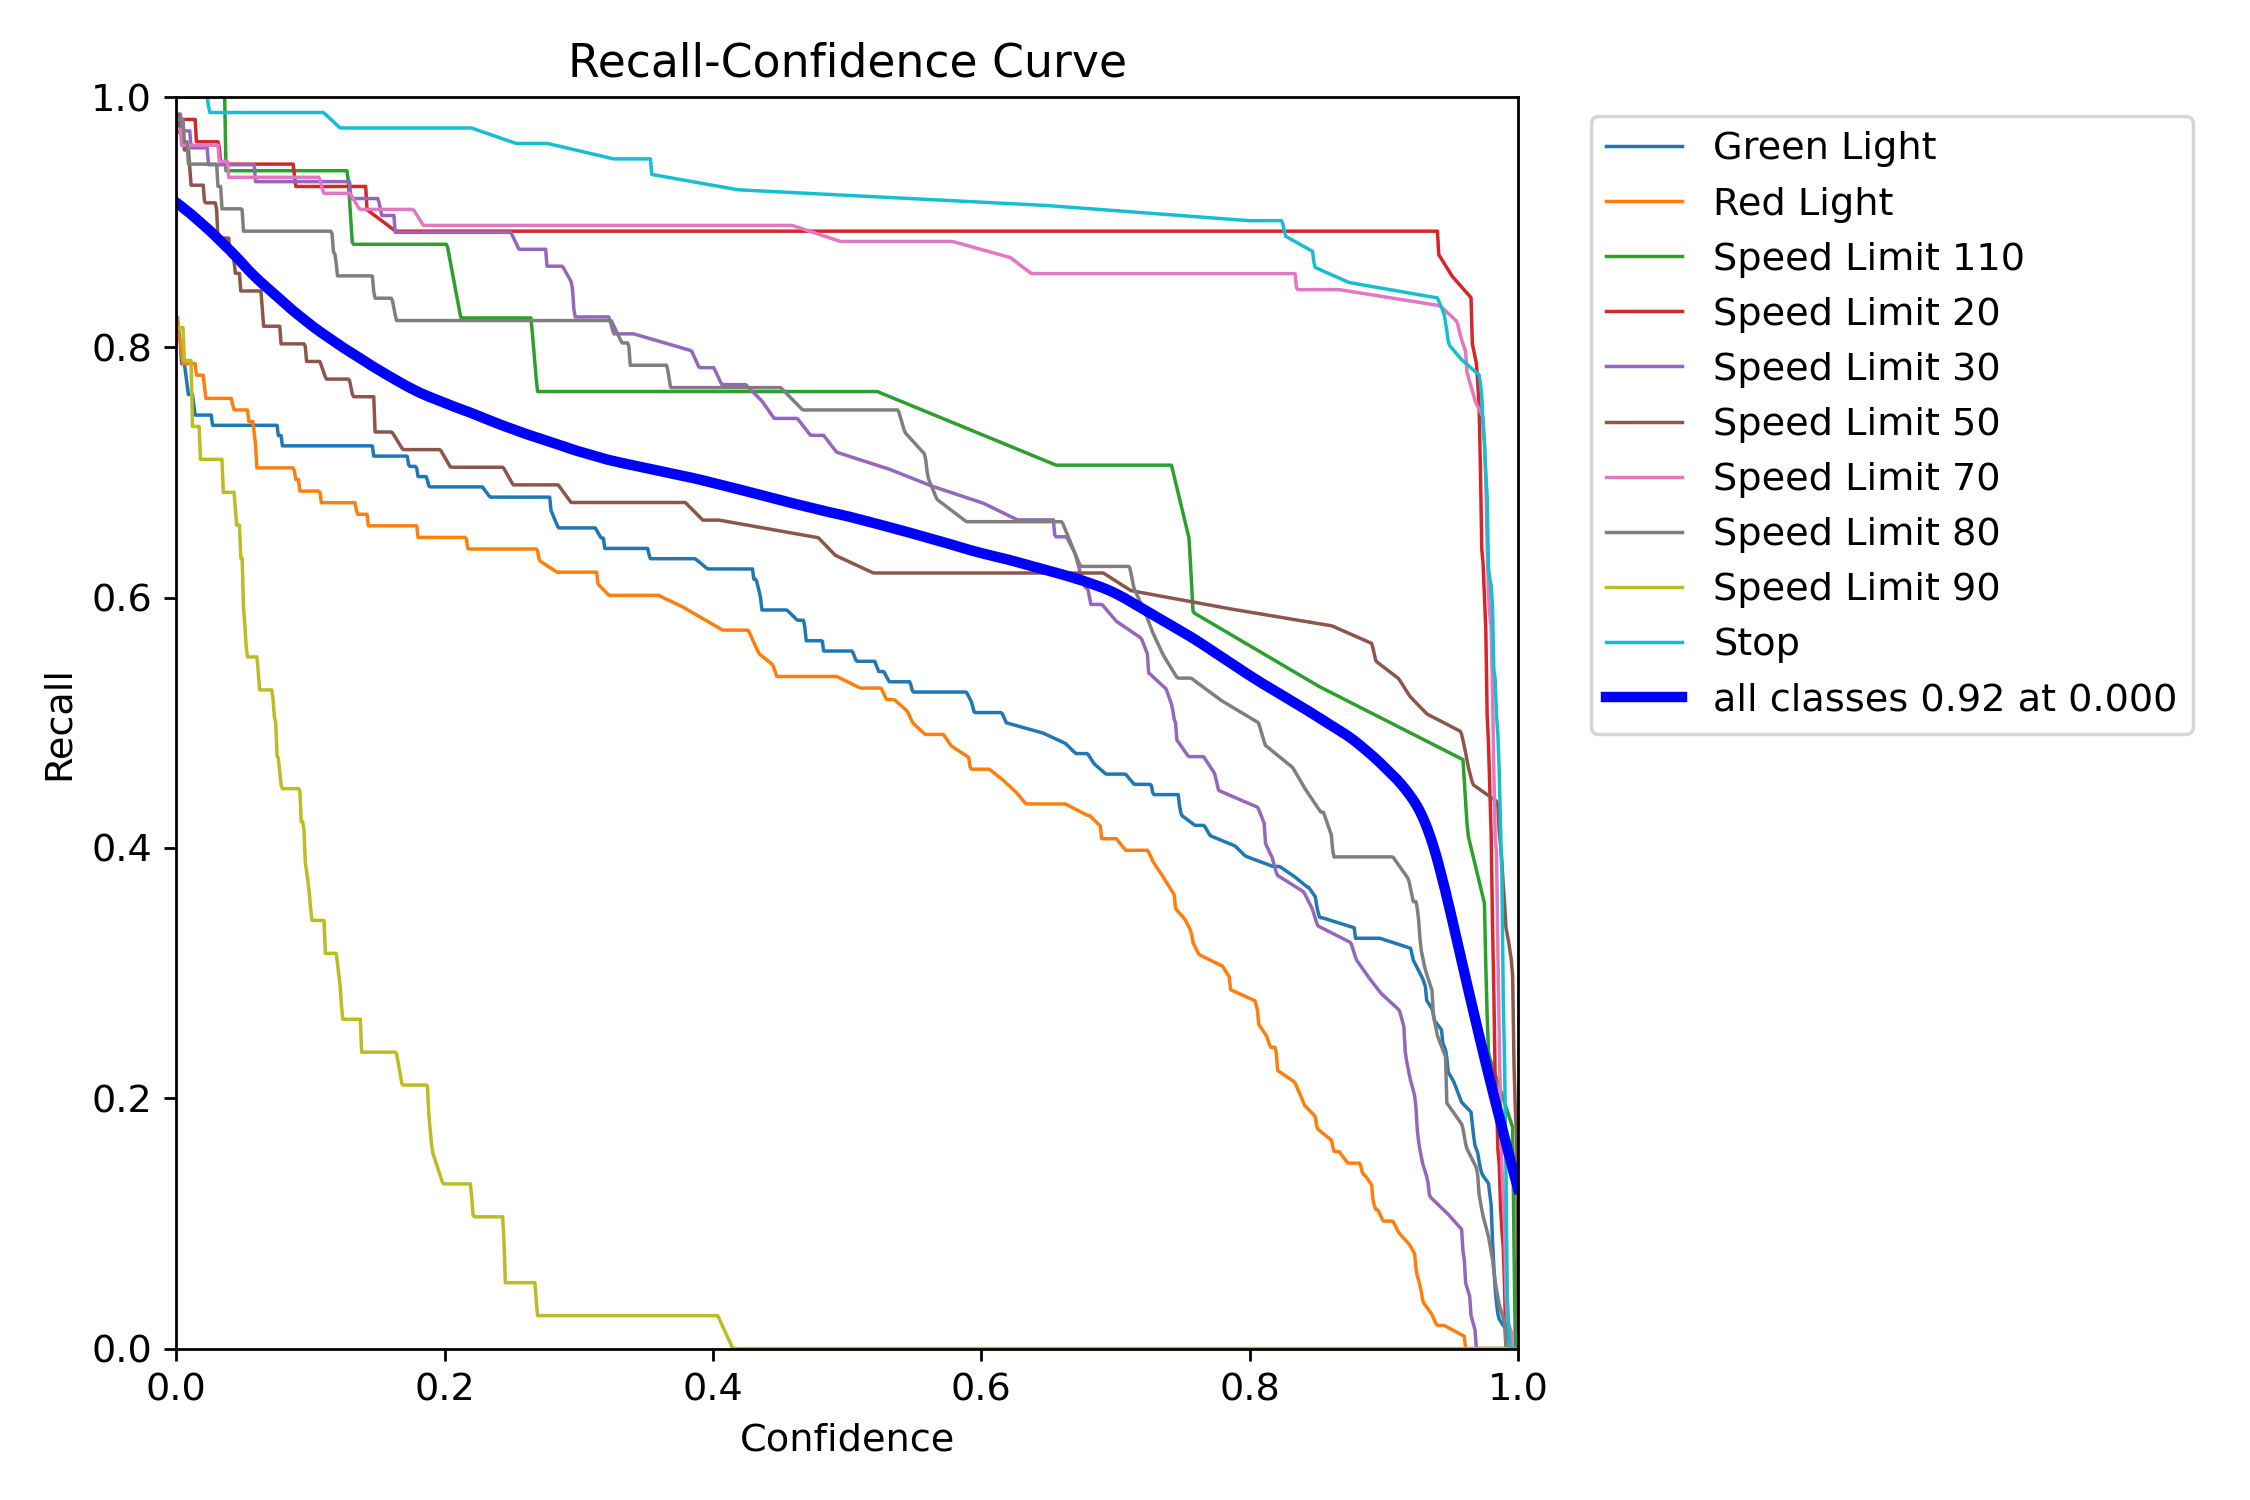 Recall-Confidence Curve
1.0
0.8
0.6
0.4
0.2
0.0
Recall
0.0 0.2 0.4 0.6 0.8 1.0
Confidence
Green Light
Red Light
Speed Limit 110
Speed Limit 20
Speed Limit 30
Speed Limit 50
Speed Limit 70
Speed Limit 80
Speed Limit 90
Stop
all classes 0.92 at 0.000